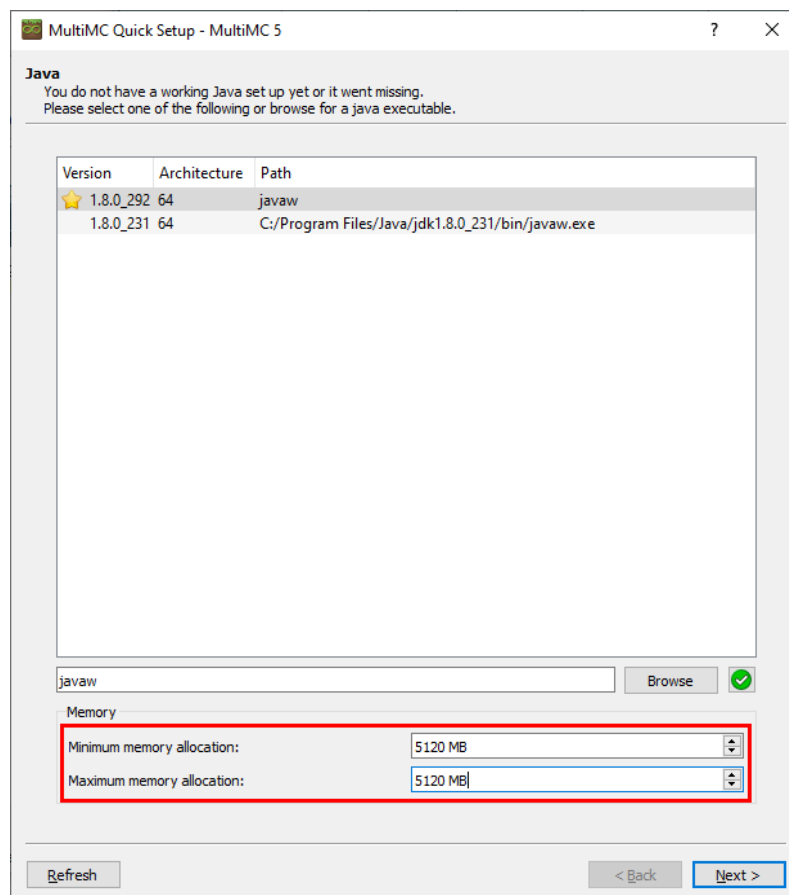 MultiMC Quick Setup - MultiMC 5
Java
You do not have a working Java set up yet or it went missing.
Please select one of the following or browse for a java executable.
Version Architecture Path
1.8.0_292 64 javaw
1.8.0_231 64 C:/Program Files/Java/jdk1.8.0_231/bin/javaw.exe
javaw Browse
Memory
Minimum memory allocation: 5120 MB
Maximum memory allocation: 5120 MB
Refresh < Back Next >